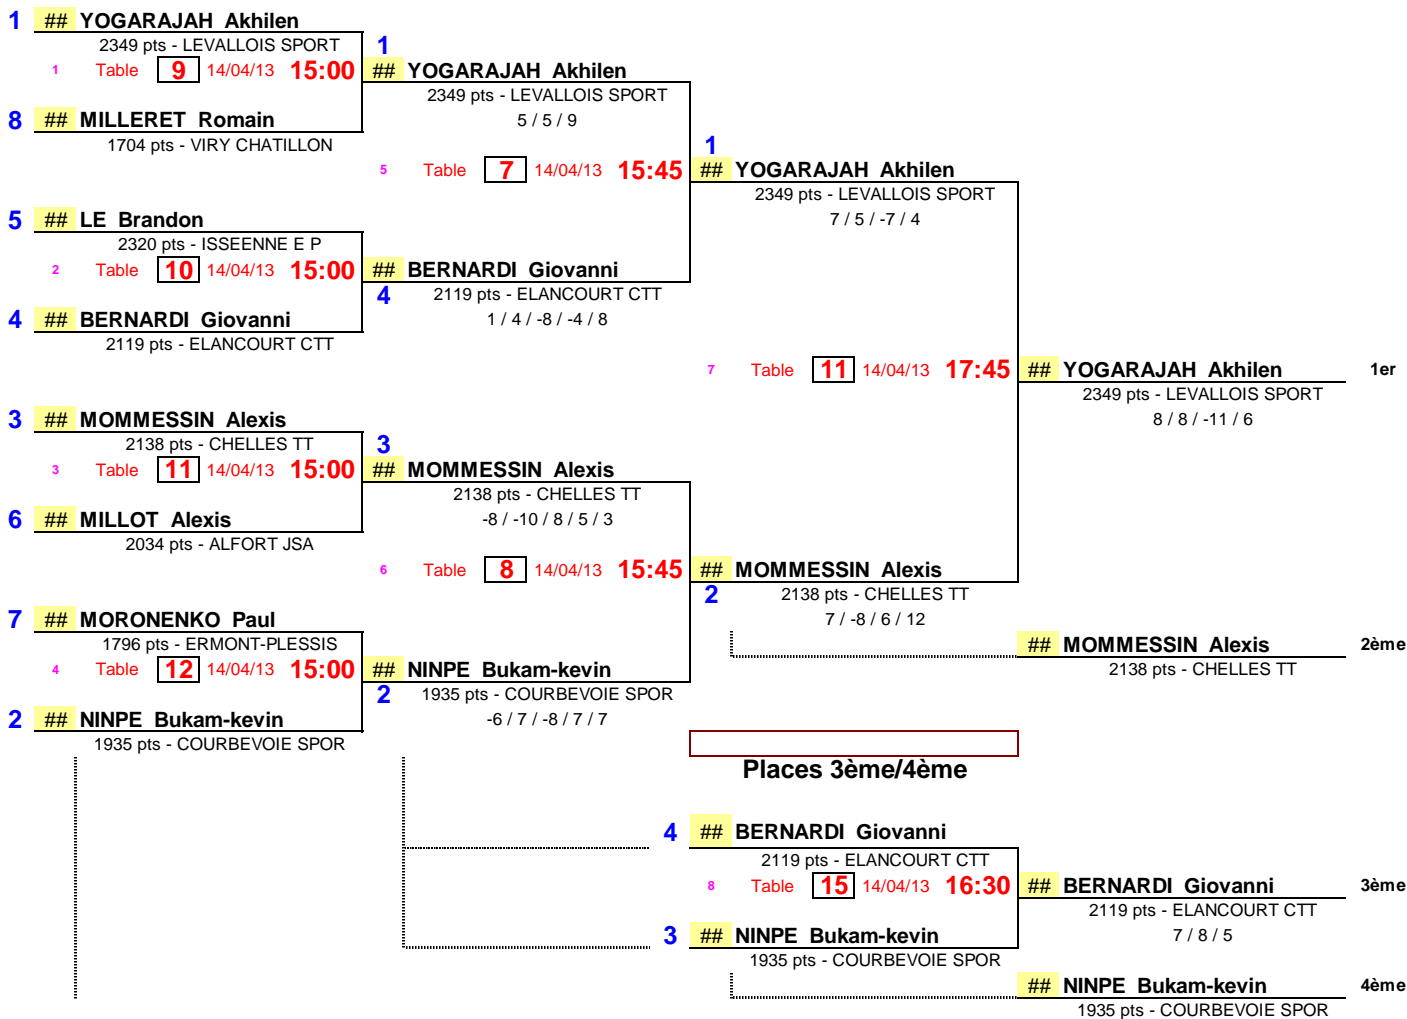 1 ## YOGARAJAH Akhilen
2349 pts - LEVALLOIS SPORT
1 Table 9 14/04/13 15:00
8 ## MILLERET Romain
1704 pts - VIRY CHATILLON
5 ## LE Brandon
2320 pts - ISSEENNE E P
2 Table 10 14/04/13 15:00
4 ## BERNARDI Giovanni
2119 pts - ELANCOURT CTT
3 ## MOMMESSIN Alexis
2138 pts - CHELLES TT
3 Table 11 14/04/13 15:00
6 ## MILLOT Alexis
2034 pts - ALFORT JSA
7 ## MORONENKO Paul
1796 pts - ERMONT-PLESSIS
4 Table 12 14/04/13 15:00
2 ## NINPE Bukam-kevin
1935 pts - COURBEVOIE SPOR
1
## YOGARAJAH Akhilen
2349 pts - LEVALLOIS SPORT
5 / 5 / 9
5 Table 7 14/04/13 15:45
## BERNARDI Giovanni
4
2119 pts - ELANCOURT CTT
1 / 4 / -8 / -4 / 8
3
## MOMMESSIN Alexis
2138 pts - CHELLES TT
-8 / -10 / 8 / 5 / 3
6 Table 8 14/04/13 15:45
## NINPE Bukam-kevin
2
1935 pts - COURBEVOIE SPOR
-6 / 7 / -8 / 7 / 7
1
## YOGARAJAH Akhilen
2349 pts - LEVALLOIS SPORT
7 / 5 / -7 / 4
7 Table 11 14/04/13 17:45
## MOMMESSIN Alexis
2
2138 pts - CHELLES TT
7 / -8 / 6 / 12
## YOGARAJAH Akhilen 1er
2349 pts - LEVALLOIS SPORT
8 / 8 / -11 / 6
## MOMMESSIN Alexis 2ème
2138 pts - CHELLES TT
Places 3ème/4ème
4 ## BERNARDI Giovanni
2119 pts - ELANCOURT CTT
8 Table 15 14/04/13 16:30
3 ## NINPE Bukam-kevin
1935 pts - COURBEVOIE SPOR
## BERNARDI Giovanni 3ème
2119 pts - ELANCOURT CTT
7 / 8 / 5
## NINPE Bukam-kevin 4ème
1935 pts - COURBEVOIE SPOR